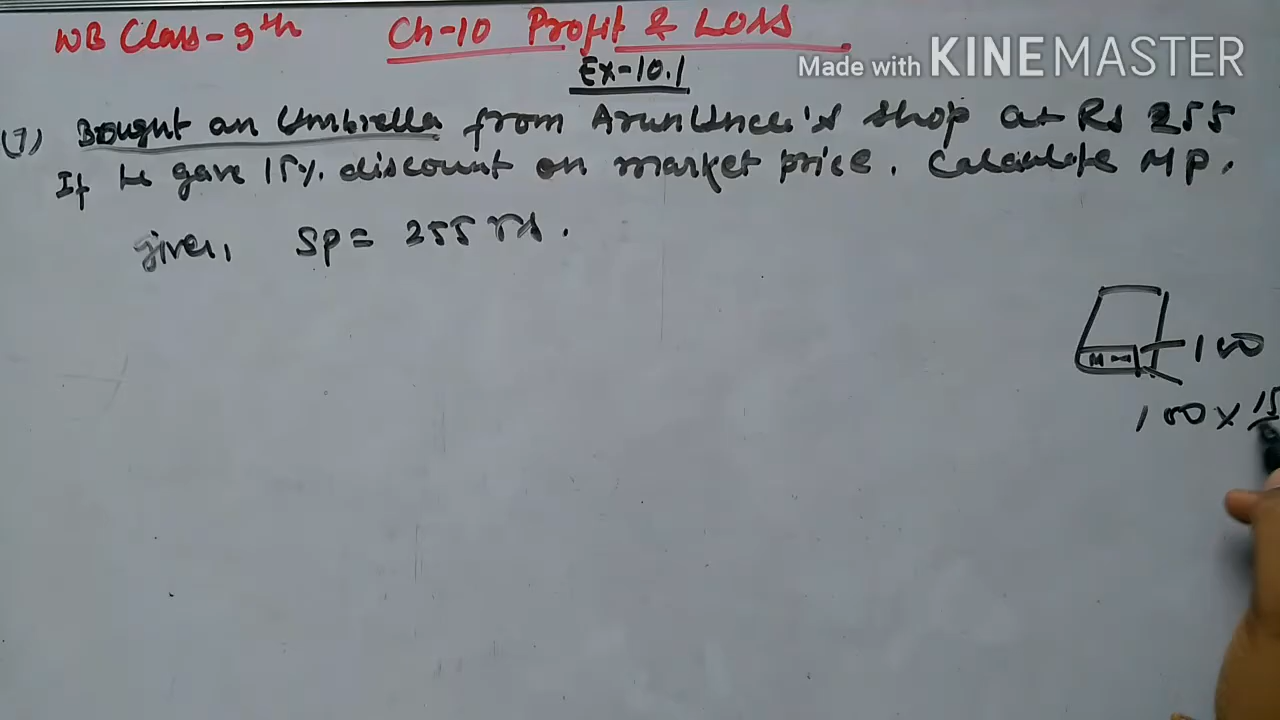 WB Class-9th Ch-10 Profit & Loss
Made with KINEMASTER
Ex-10.1
(7) Bought an Umbrella from ArunUncle's shop at Rs 255
If he gave 15% discount on market price. Calculate MP.
given, SP = 255 rs.
M 100
100 × 15